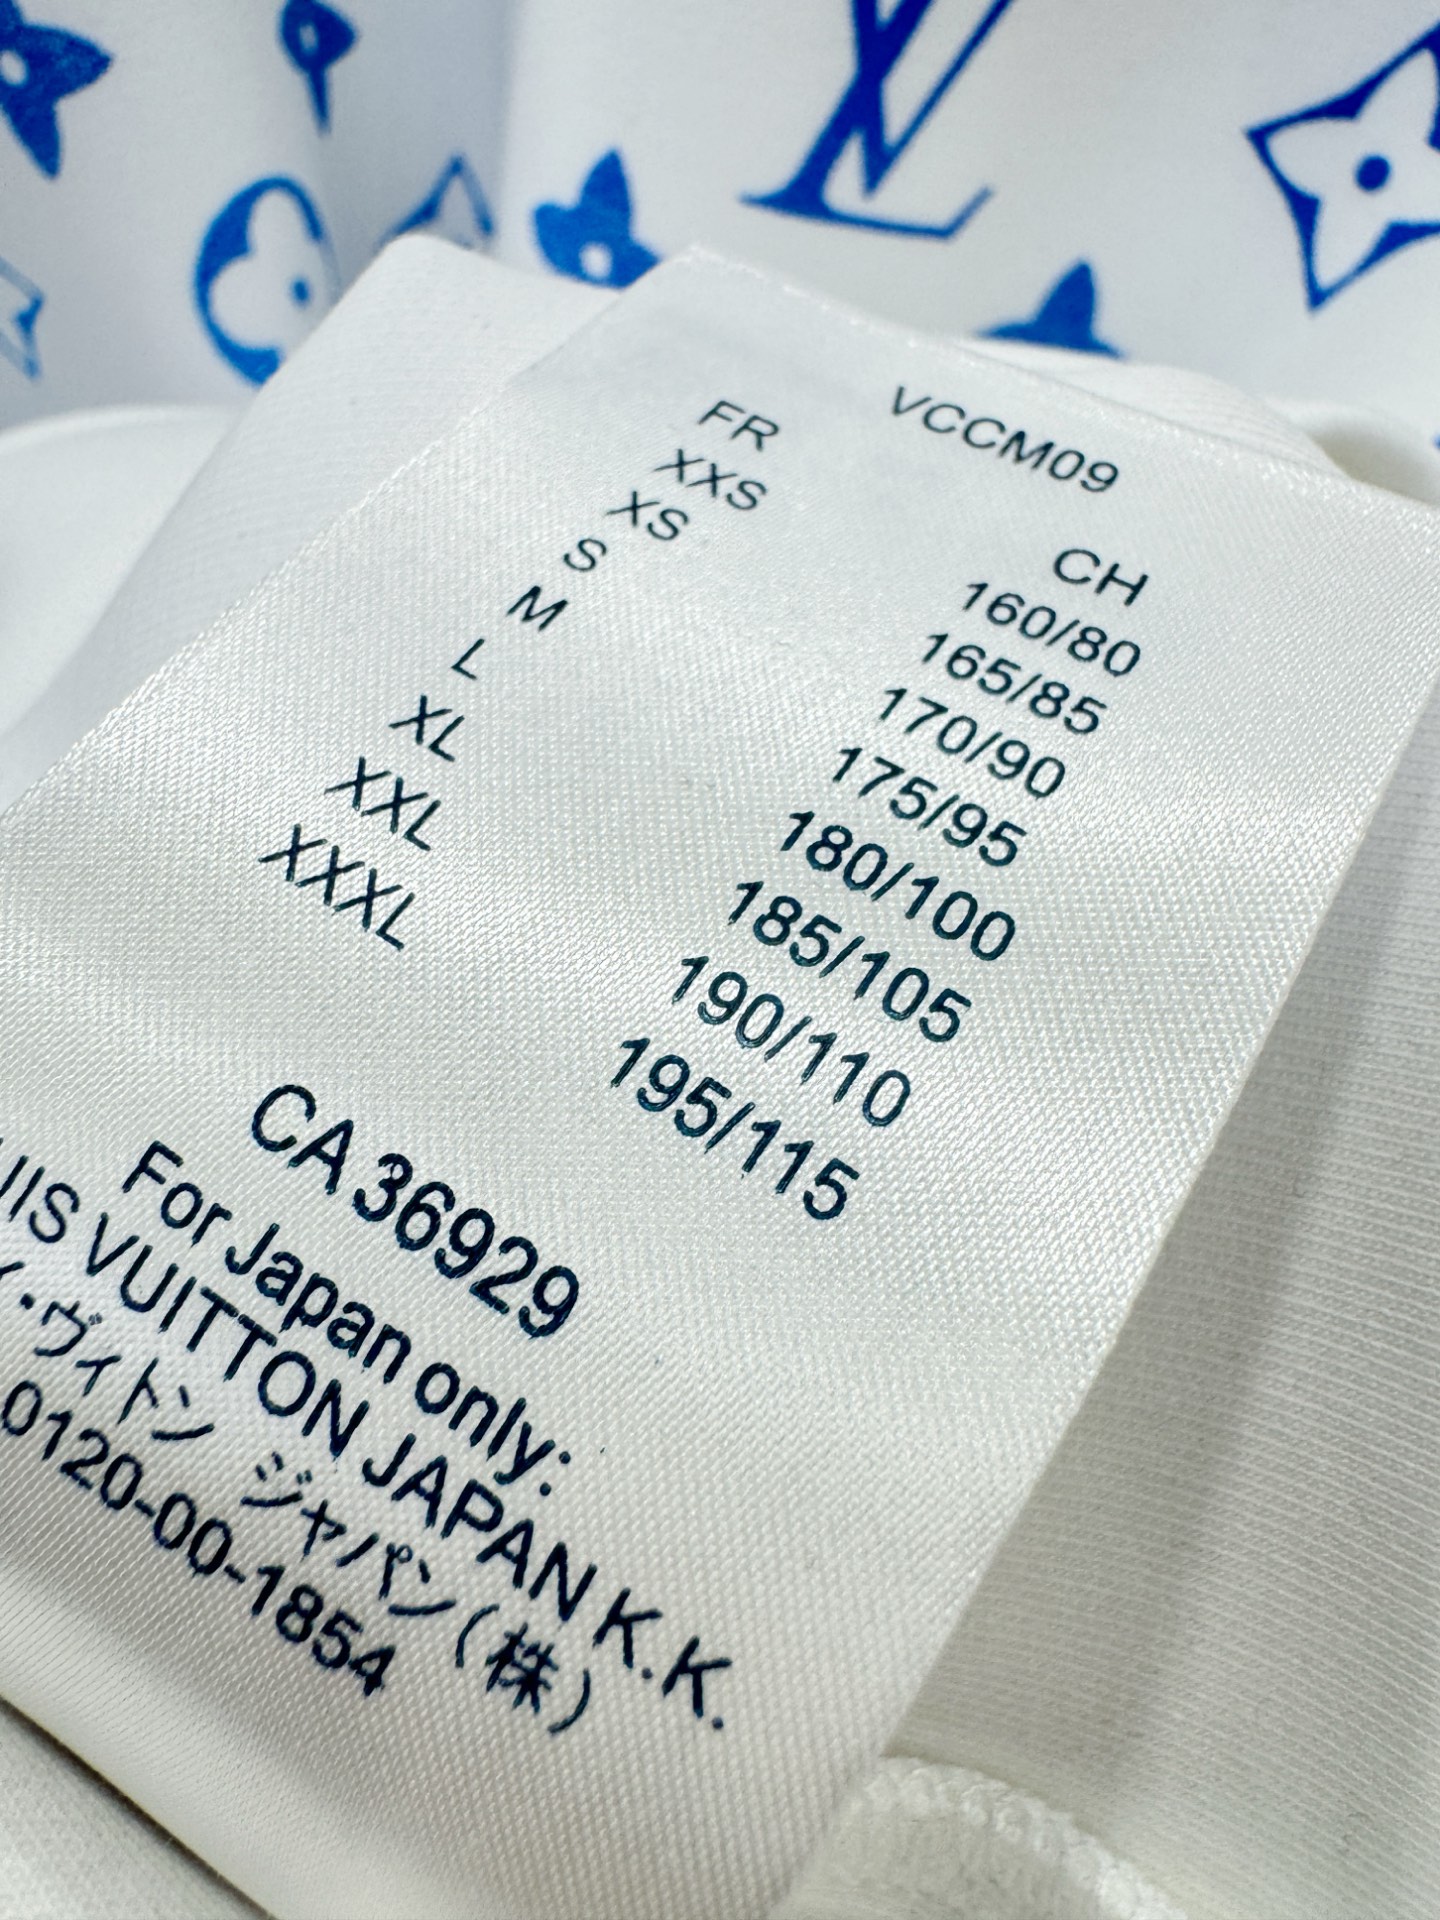 VCCM09
FR CH
XXS 160/80
XS 165/85
S 170/90
M 175/95
L 180/100
XL 185/105
XXL 190/110
XXXL 195/115
CA 36929
For Japan only:
VUITTON JAPAN K.K.
ヴィトン ジャパン(株)
0120-00-1854
LV